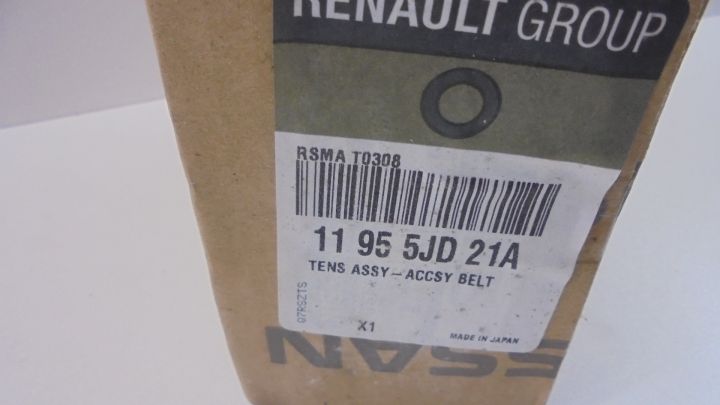 RENAULT GROUP
RSMA T0308
11 95 5JD 21A
TENS ASSY-ACCSY BELT
X1
MADE IN JAPAN